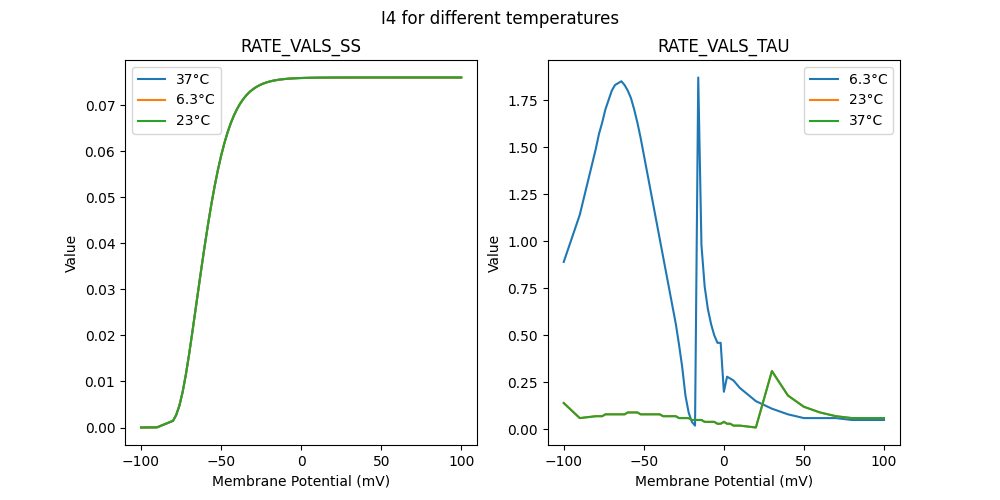 I4 for different temperatures
RATE_VALS_SS
RATE_VALS_TAU
37°C
6.3°C
23°C
6.3°C
23°C
37°C
Value
0.07
0.06
0.05
0.04
0.03
0.02
0.01
0.00
−100
−50
0
50
100
Membrane Potential (mV)
Value
1.75
1.50
1.25
1.00
0.75
0.50
0.25
0.00
−100
−50
0
50
100
Membrane Potential (mV)